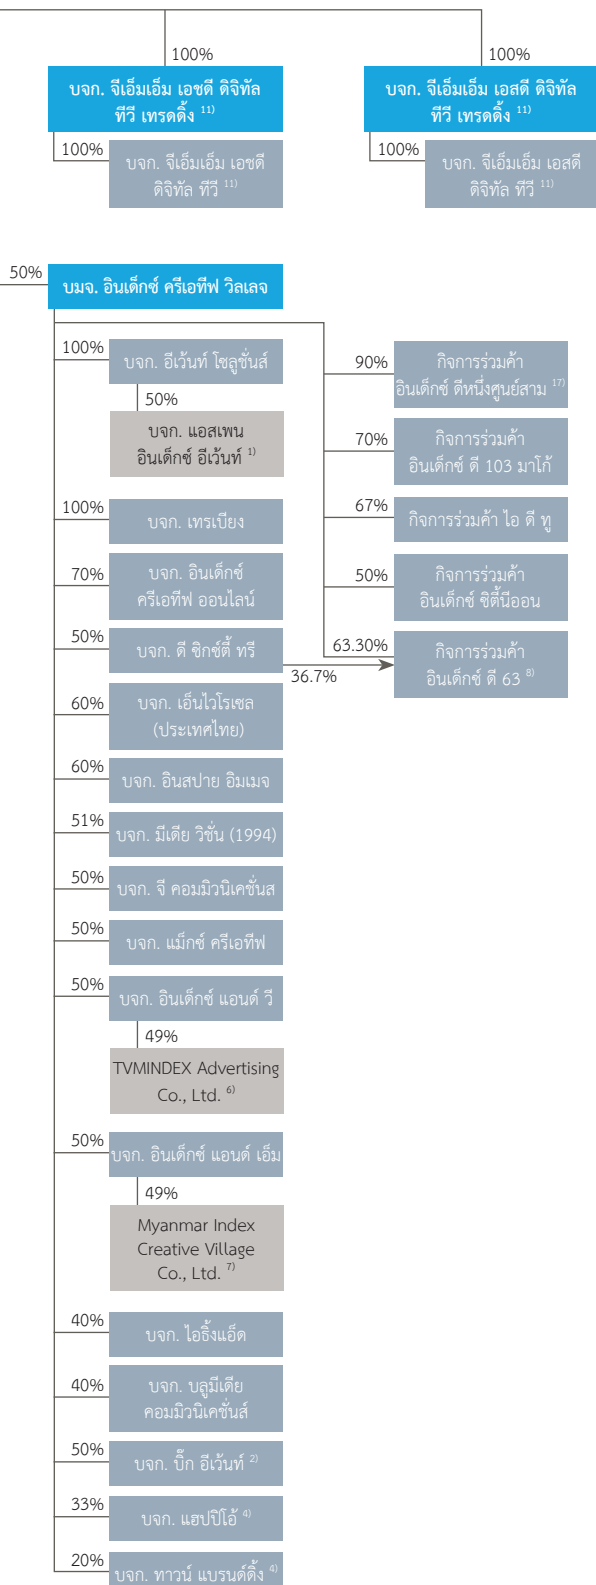 100%
100%
บจก. จีเอ็มเอ็ม เอชดี ดิจิทัล
ทีวี เทรดดิ้ง 11)
บจก. จีเอ็มเอ็ม เอสดี ดิจิทัล
ทีวี เทรดดิ้ง 11)
100%
บจก. จีเอ็มเอ็ม เอชดี
ดิจิทัล ทีวี 11)
100%
บจก. จีเอ็มเอ็ม เอสดี
ดิจิทัล ทีวี 11)
50%
บมจ. อินเด็กซ์ ครีเอทีฟ วิลเลจ
100%
บจก. อีเว้นท์ โซลูชั่นส์
50%
บจก. แอสเพน
อินเด็กซ์ อีเว้นท์ 1)
100%
บจก. เทรเบียง
70%
บจก. อินเด็กซ์
ครีเอทีฟ ออนไลน์
50%
บจก. ดี ซิกซ์ตี้ ทรี
36.7%
60%
บจก. เอ็นไวโรเซล
(ประเทศไทย)
60%
บจก. อินสปาย อิมเมจ
51%
บจก. มีเดีย วิชั่น (1994)
50%
บจก. จี คอมมิวนิเคชั่นส
50%
บจก. แม็กซ์ ครีเอทีฟ
50%
บจก. อินเด็กซ์ แอนด์ วี
49%
TVMINDEX Advertising
Co., Ltd. 6)
50%
บจก. อินเด็กซ์ แอนด์ เอ็ม
49%
Myanmar Index
Creative Village
Co., Ltd. 7)
40%
บจก. ไอธิ้งแอ็ด
40%
บจก. บลูมีเดีย
คอมมิวนิเคชั่นส์
50%
บจก. บิ๊ก อีเว้นท์ 2)
33%
บจก. แฮปปิโอ้ 4)
20%
บจก. ทาวน์ แบรนด์ดิ้ง 4)
90%
กิจการร่วมค้า
อินเด็กซ์ ดีหนึ่งศูนย์สาม 17)
70%
กิจการร่วมค้า
อินเด็กซ์ ดี 103 มาโก้
67%
กิจการร่วมค้า ไอ ดี ทู
50%
กิจการร่วมค้า
อินเด็กซ์ ซิตี้นีออน
63.30%
กิจการร่วมค้า
อินเด็กซ์ ดี 63 8)